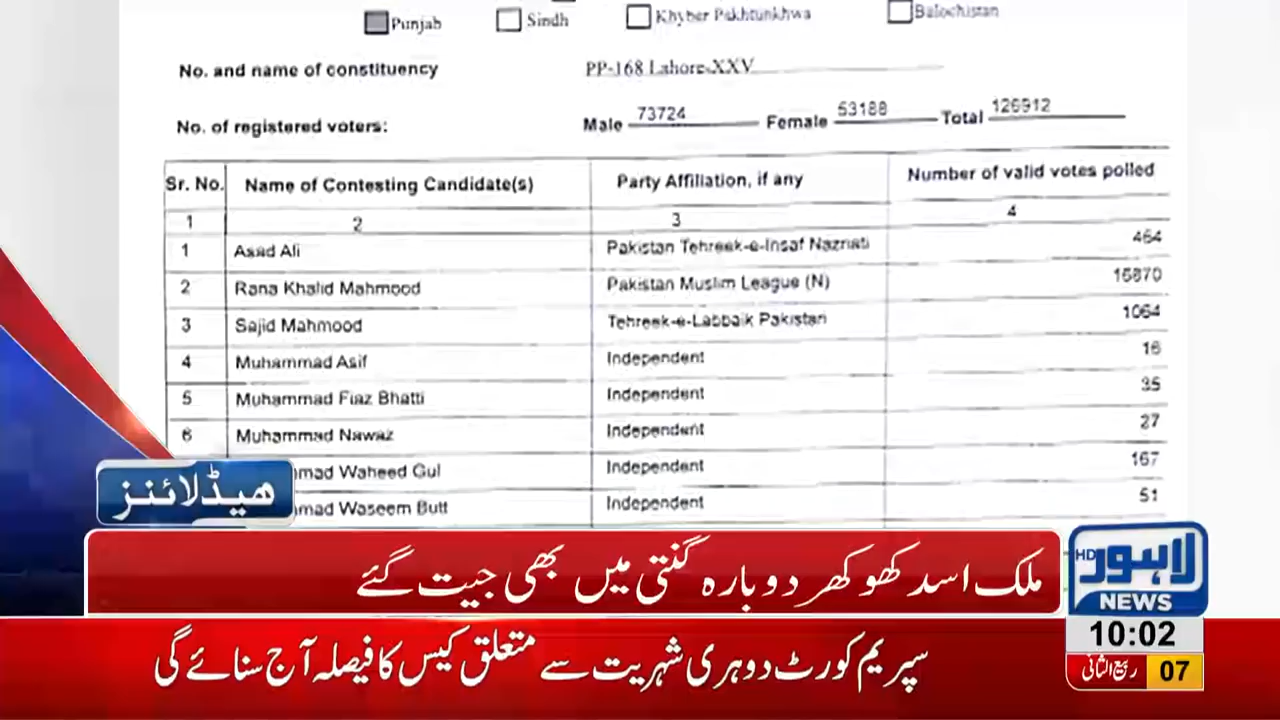 Punjab Sindh Khyber Pakhtunkhwa Balochistan
No. and name of constituency PP-168 Lahore-XXV
No. of registered voters: Male 73724 Female 53188 Total 126912
Sr. No. Name of Contesting Candidate(s) Party Affiliation, if any Number of valid votes polled
1 2 3 4
1 Asad Ali Pakistan Tehreek-e-Insaf Nazriati 464
2 Rana Khalid Mahmood Pakistan Muslim League (N) 16870
3 Sajid Mahmood Tehreek-e-Labbaik Pakistan 1064
4 Muhammad Asif Independent 16
5 Muhammad Fiaz Bhatti Independent 35
6 Muhammad Nawaz Independent 27
mad Waheed Gul Independent 167
mad Waseem Butt Independent 51
ھیڈلائنز
ملک اسد کھوکھر دوبارہ گنتی میں بھی جیت گئے
لاہور HD
NEWS
10:02
سپریم کورٹ دوہری شہریت سے متعلق کیس کا فیصلہ آج سنائے گی
ربیع الثانی 07